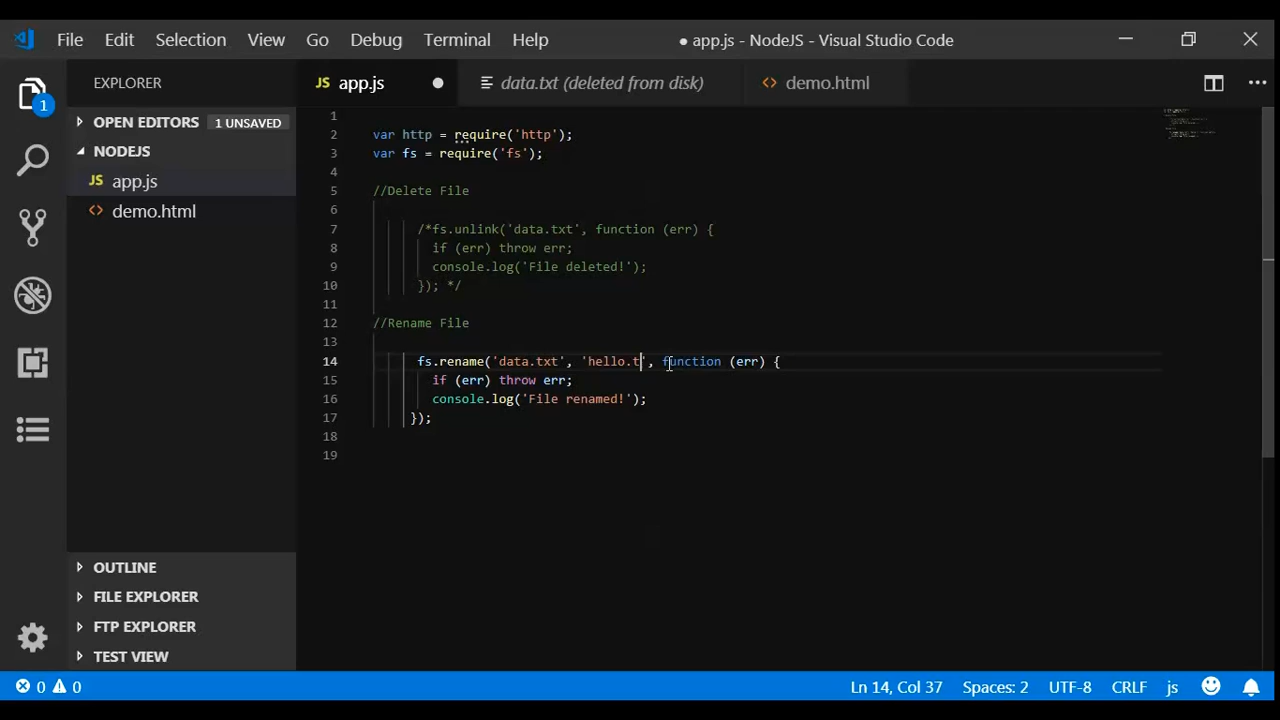 File Edit Selection View Go Debug Terminal Help ● app.js - NodeJS - Visual Studio Code
EXPLORER
JS app.js ● data.txt (deleted from disk) <> demo.html ...
1
OPEN EDITORS 1 UNSAVED
NODEJS
JS app.js
<> demo.html
OUTLINE
FILE EXPLORER
FTP EXPLORER
TEST VIEW
1
2 var http = require('http');
3 var fs = require('fs');
4
5 //Delete File
6
7 /*fs.unlink('data.txt', function (err) {
8 if (err) throw err;
9 console.log('File deleted!');
10 }); */
11
12 //Rename File
13
14 fs.rename('data.txt', 'hello.t', function (err) {
15 if (err) throw err;
16 console.log('File renamed!');
17 });
18
19
0 0 Ln 14, Col 37 Spaces: 2 UTF-8 CRLF js